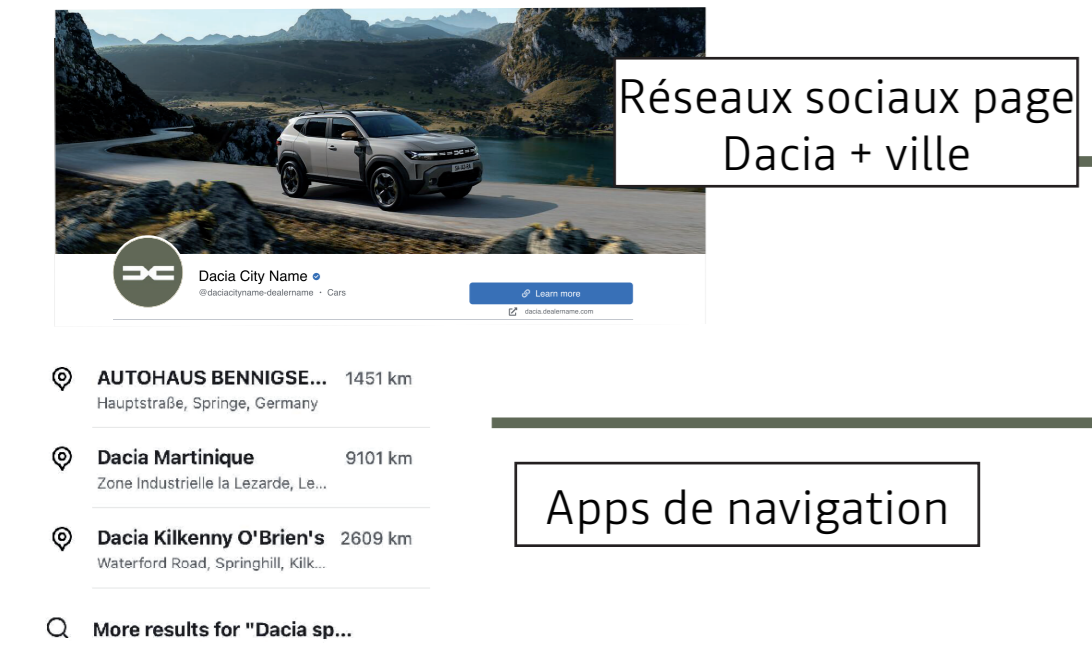 Réseaux sociaux page
Dacia + ville
Dacia City Name
@daciacityname-dealername · Cars
Learn more
dacia.dealername.com
AUTOHAUS BENNIGSE... 1451 km
Hauptstraße, Springe, Germany
Dacia Martinique 9101 km
Zone Industrielle la Lezarde, Le...
Dacia Kilkenny O'Brien's 2609 km
Waterford Road, Springhill, Kilk...
More results for "Dacia sp...
Apps de navigation